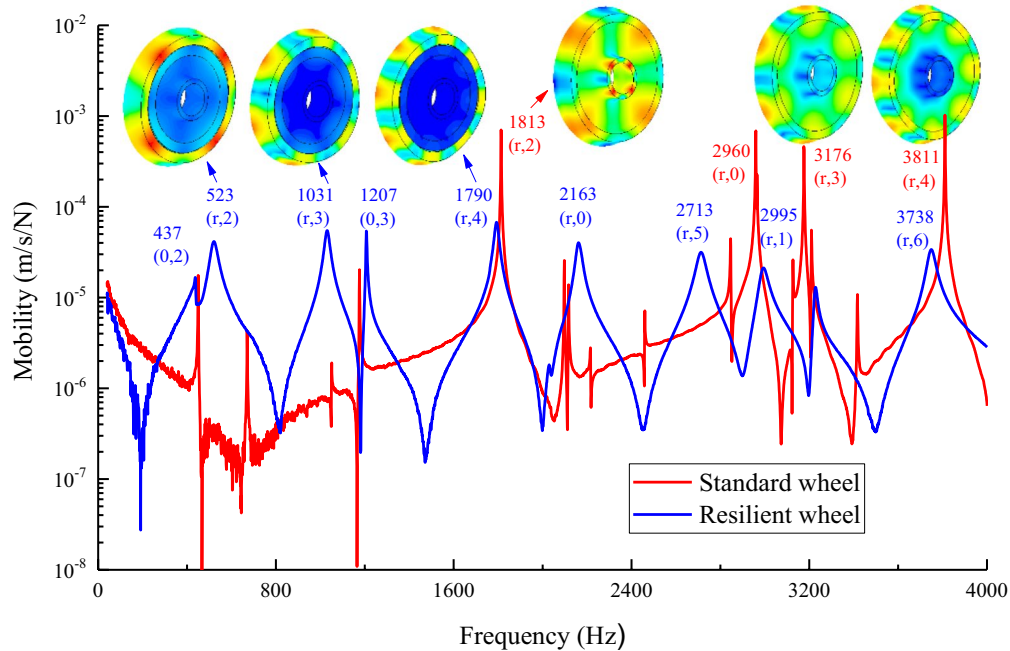 10-2
10-3
10-4
10-5
10-6
10-7
10-8
Mobility (m/s/N)
437
(0,2)
523
(r,2)
1031
(r,3)
1207
(0,3)
1790
(r,4)
1813
(r,2)
2163
(r,0)
2713
(r,5)
2960
(r,0)
2995
(r,1)
3176
(r,3)
3811
(r,4)
3738
(r,6)
Standard wheel
Resilient wheel
0
800
1600
2400
3200
4000
Frequency (Hz)